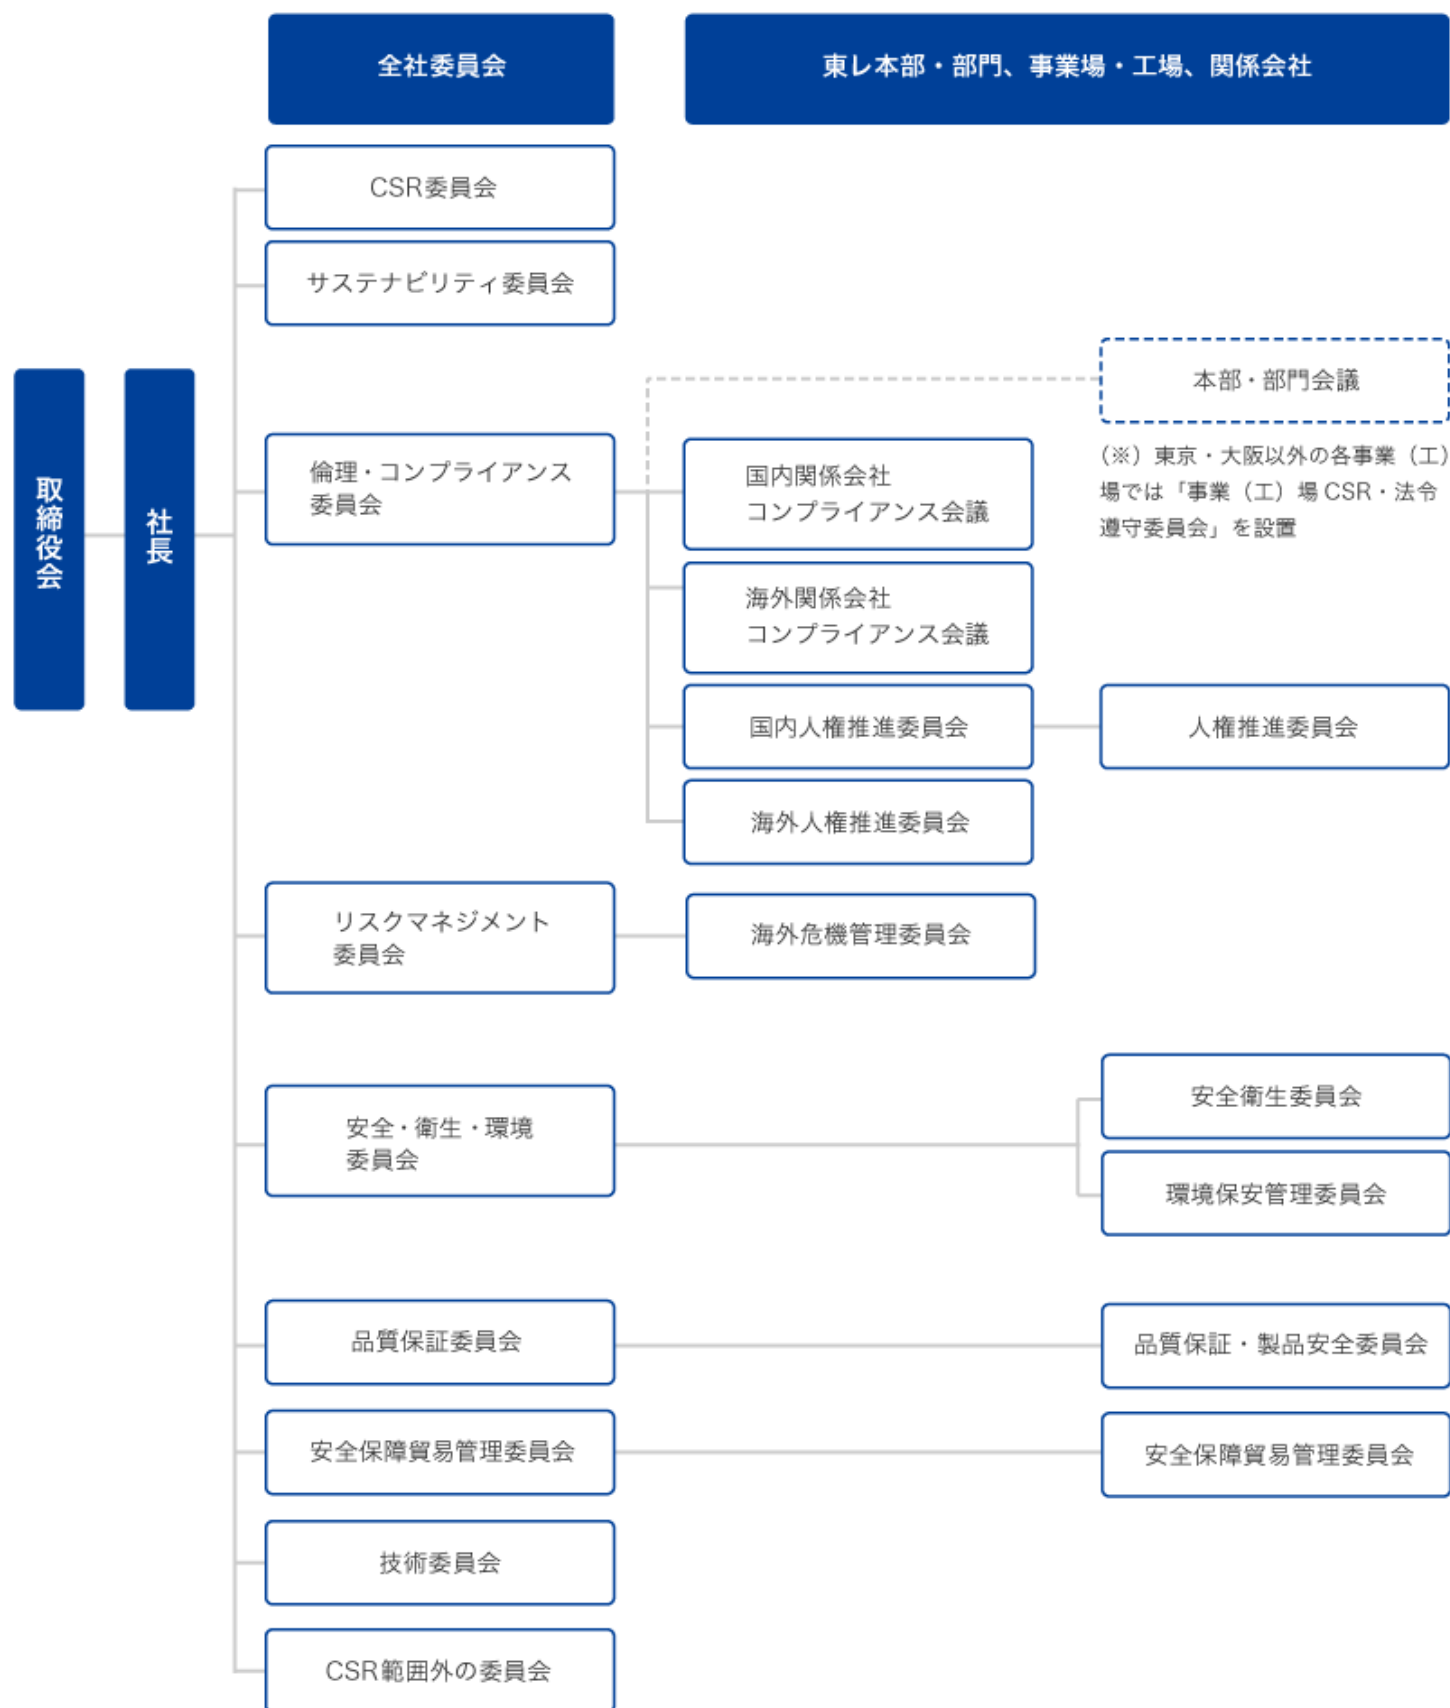 全社委員会
東レ本部・部門、事業場・工場、関係会社
取締役会
社長
CSR委員会
サステナビリティ委員会
倫理・コンプライアンス
委員会
本部・部門会議
(※)東京・大阪以外の各事業(工)
場では「事業(工)場CSR・法令
遵守委員会」を設置
国内関係会社
コンプライアンス会議
海外関係会社
コンプライアンス会議
国内人権推進委員会
人権推進委員会
海外人権推進委員会
リスクマネジメント
委員会
海外危機管理委員会
安全・衛生・環境
委員会
安全衛生委員会
環境保安管理委員会
品質保証委員会
品質保証・製品安全委員会
安全保障貿易管理委員会
安全保障貿易管理委員会
技術委員会
CSR範囲外の委員会